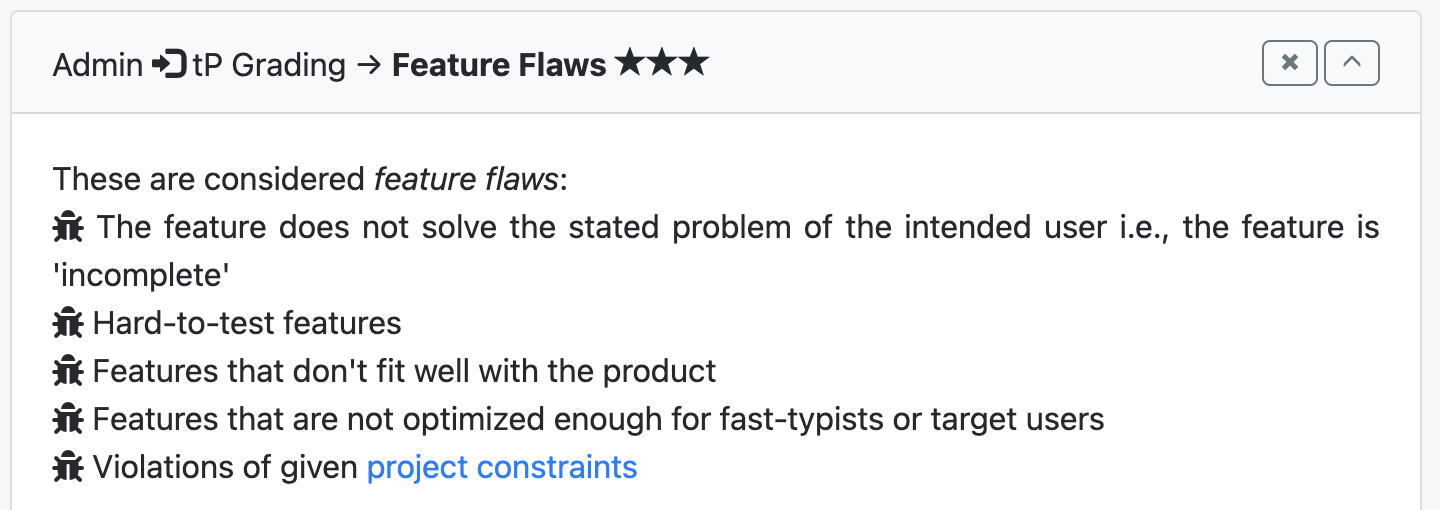 Admin tP Grading → Feature Flaws ★★★
These are considered feature flaws:
The feature does not solve the stated problem of the intended user i.e., the feature is
'incomplete'
Hard-to-test features
Features that don't fit well with the product
Features that are not optimized enough for fast-typists or target users
Violations of given project constraints